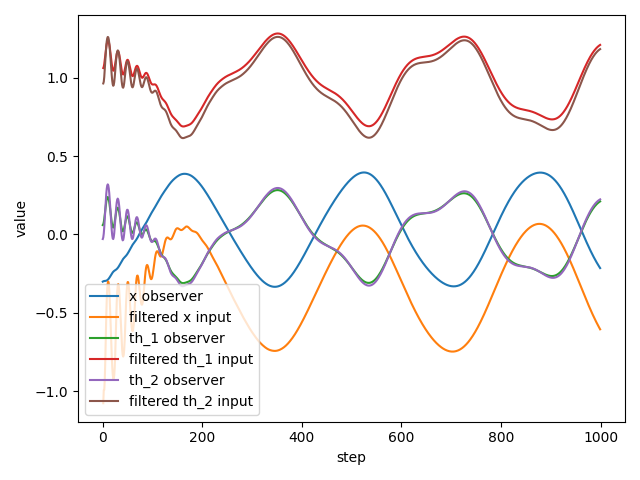 1.0
0.5
0.0
−0.5
−1.0
value
x observer
filtered x input
th_1 observer
filtered th_1 input
th_2 observer
filtered th_2 input
0 200 400 600 800 1000
step